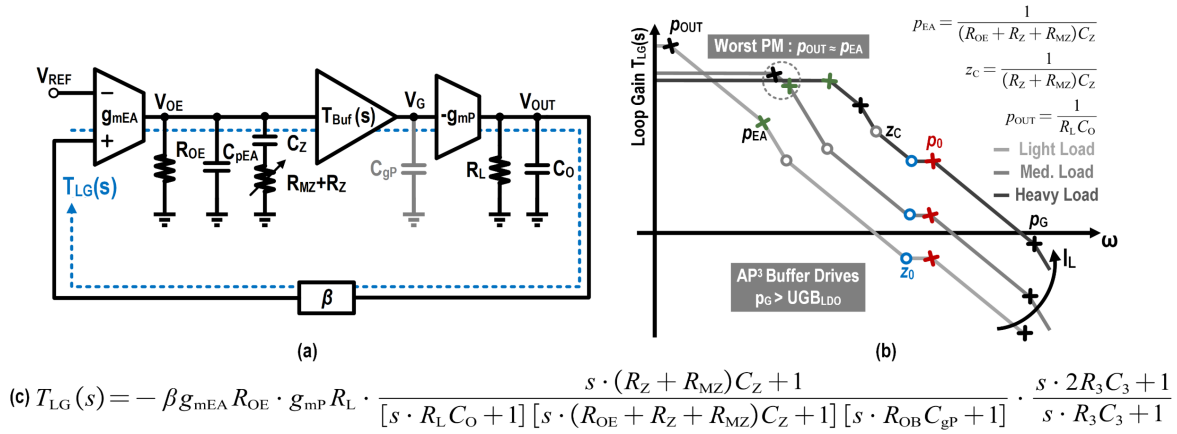 V_REF
−
g_mEA
+
V_OE
R_OE
C_pEA
C_Z
R_MZ+R_Z
T_Buf(s)
V_G
C_gP
-g_mP
V_OUT
R_L
C_O
T_LG(s)
β
(a)
Loop Gain T_LG(s)
p_OUT
Worst PM : p_OUT ≈ p_EA
p_EA
z_C
p_0
z_0
p_G
ω
I_L
AP³ Buffer Drives
p_G > UGB_LDO
p_EA = 1 / ((R_OE + R_Z + R_MZ)C_Z)
z_C = 1 / ((R_Z + R_MZ)C_Z)
p_OUT = 1 / (R_L C_O)
Light Load
Med. Load
Heavy Load
(b)
(c) T_LG(s) = − β g_mEA R_OE · g_mP R_L · (s · (R_Z + R_MZ)C_Z + 1) / ([s · R_L C_O + 1][s · (R_OE + R_Z + R_MZ)C_Z + 1][s · R_OB C_gP + 1]) · (s · 2R_3C_3 + 1) / (s · R_3C_3 + 1)